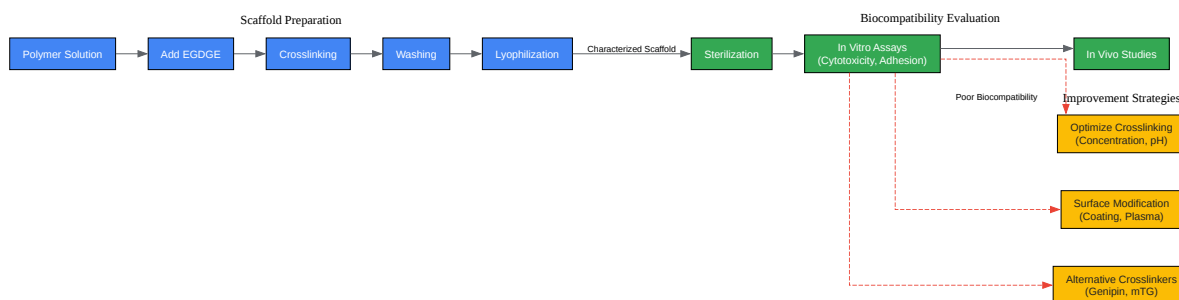 Scaffold Preparation
Biocompatibility Evaluation
Polymer Solution
Add EGDGE
Crosslinking
Washing
Lyophilization
Characterized Scaffold
Sterilization
In Vitro Assays
(Cytotoxicity, Adhesion)
In Vivo Studies
Poor Biocompatibility
Improvement Strategies
Optimize Crosslinking
(Concentration, pH)
Surface Modification
(Coating, Plasma)
Alternative Crosslinkers
(Genipin, mTG)